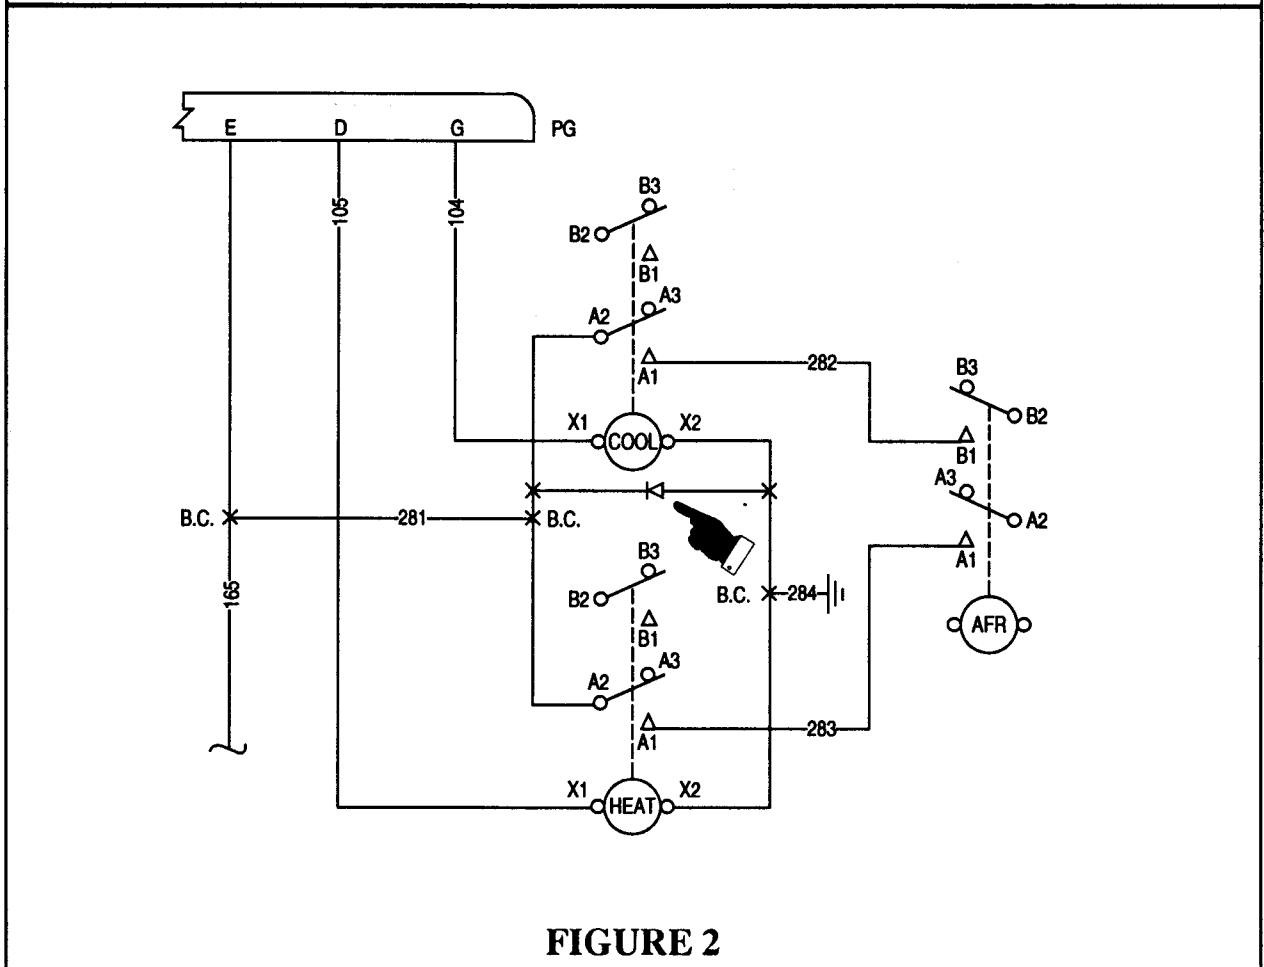 E D G PG
105 104
B3
B2
B1
A3
A2
A1
282
B3
B2
B1
X1 COOL X2
A3
A2
A1
B.C. 281 B.C.
B3
B2
B1
B.C. 284
165
AFR
A3
A2
A1
283
X1 HEAT X2
FIGURE 2